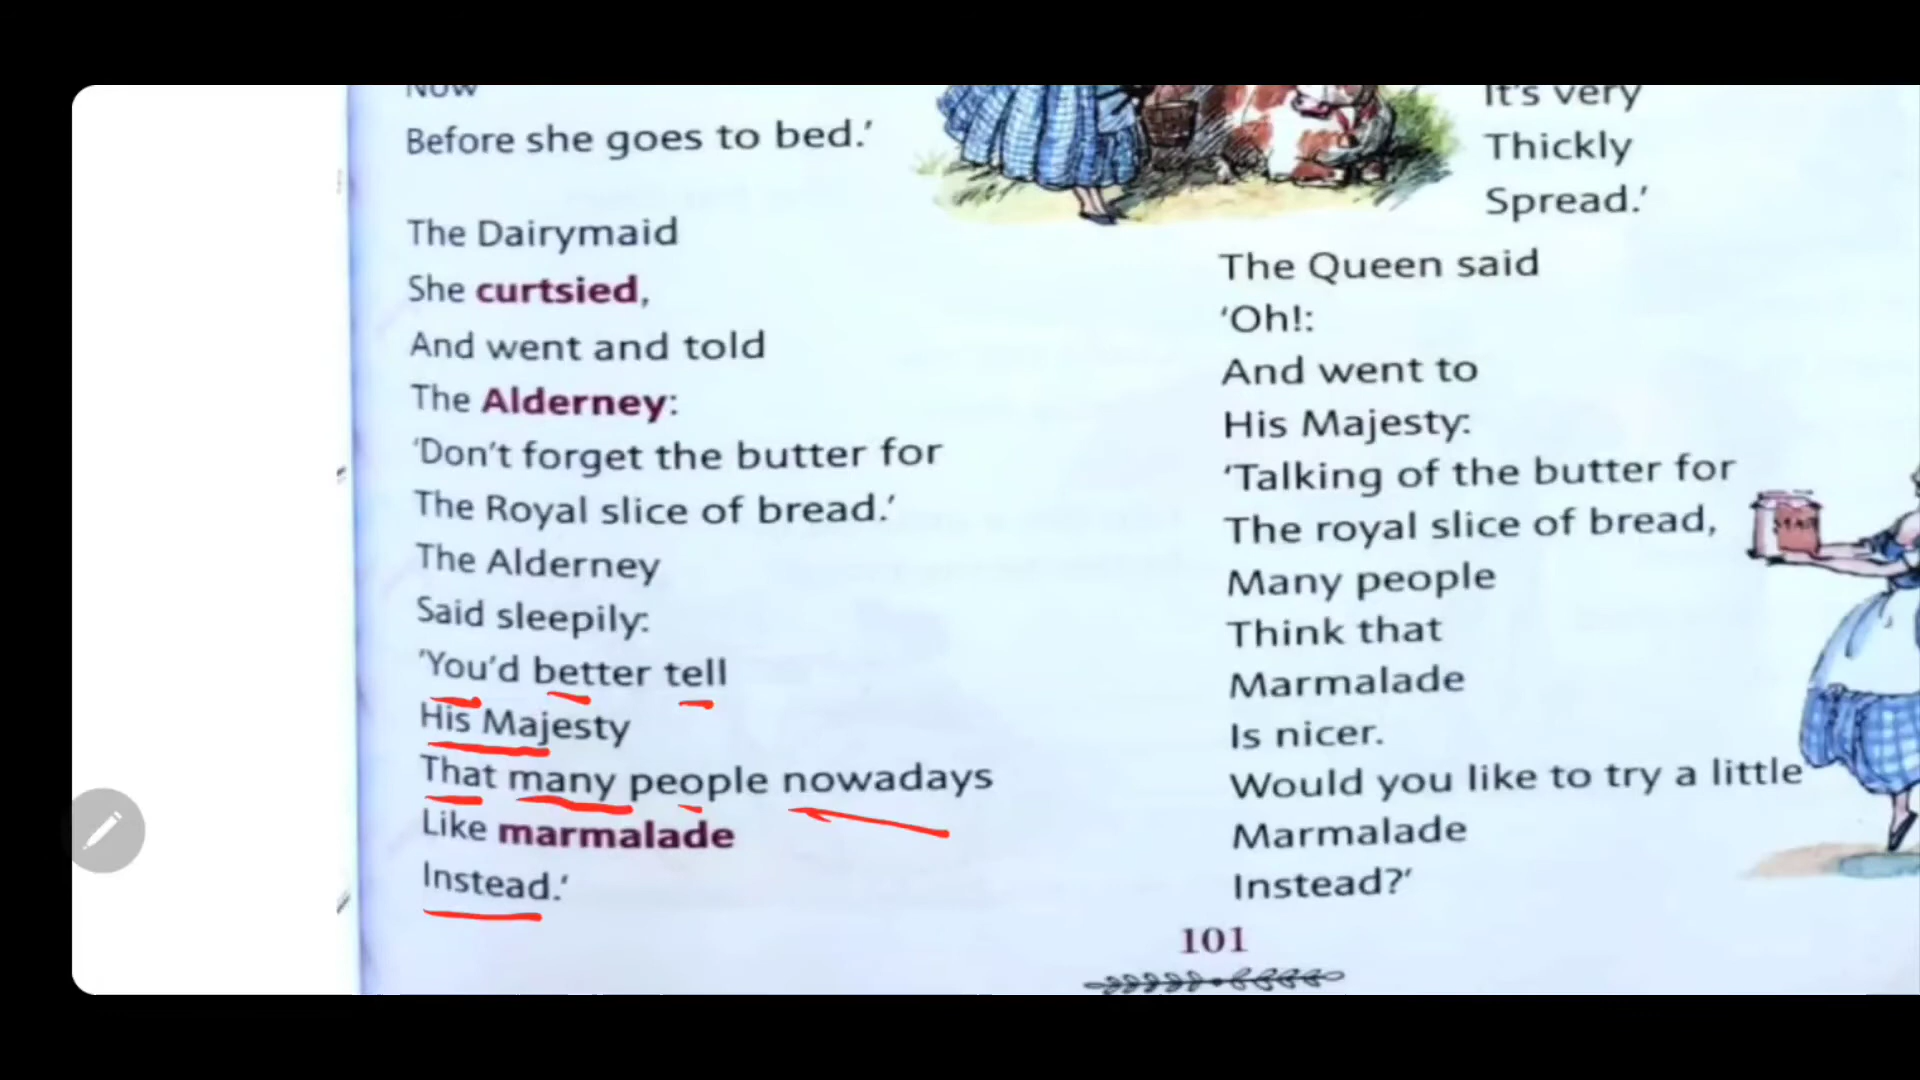 Now
Before she goes to bed.’
The Dairymaid
She curtsied,
And went and told
The Alderney:
‘Don’t forget the butter for
The Royal slice of bread.’
The Alderney
Said sleepily:
‘You’d better tell
His Majesty
That many people nowadays
Like marmalade
Instead.’
It’s very
Thickly
Spread.’
The Queen said
‘Oh!:
And went to
His Majesty:
‘Talking of the butter for
The royal slice of bread,
Many people
Think that
Marmalade
Is nicer.
Would you like to try a little
Marmalade
Instead?’
101